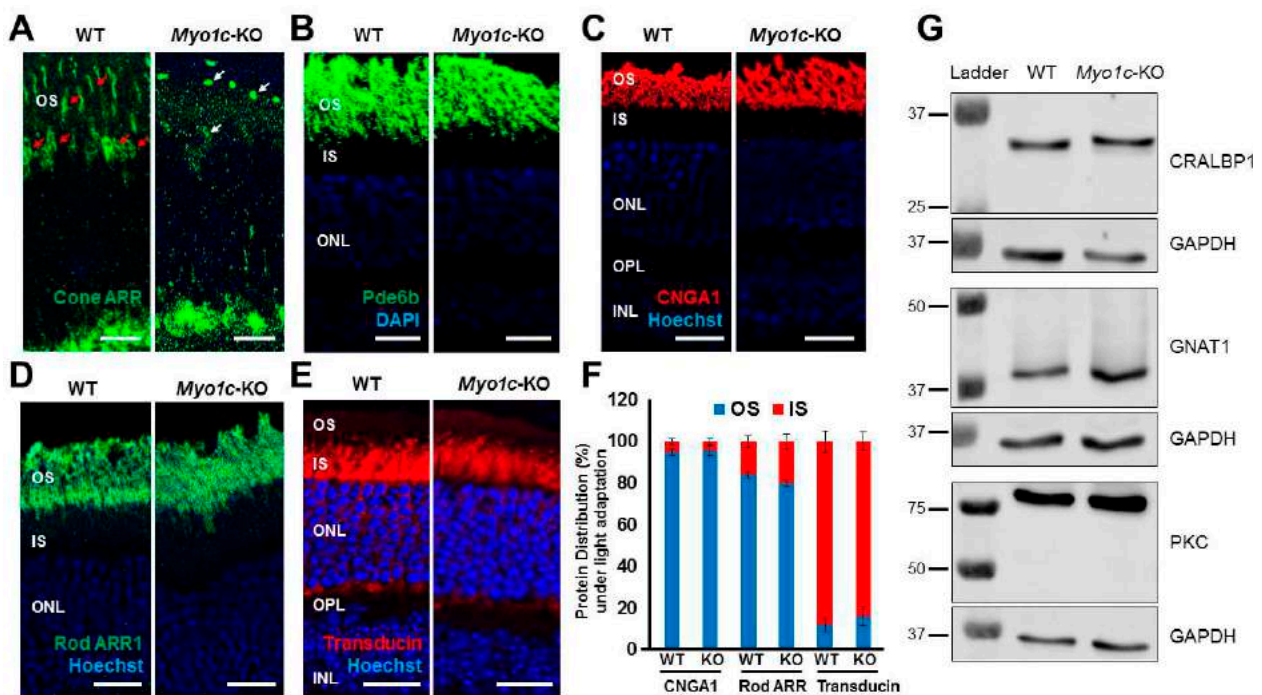 A
WT
Myo1c-KO
OS
Cone ARR
B
WT
Myo1c-KO
OS
IS
ONL
Pde6b
DAPI
C
WT
Myo1c-KO
OS
IS
ONL
OPL
INL
CNGA1
Hoechst
D
WT
Myo1c-KO
OS
IS
ONL
Rod ARR1
Hoechst
E
WT
Myo1c-KO
OS
IS
ONL
OPL
INL
Transducin
Hoechst
F
OS IS
Protein Distribution (%)
under light adaptation
120
100
80
60
40
20
0
WT KO WT KO WT KO
CNGA1 Rod ARR Transducin
G
Ladder WT Myo1c-KO
37
25
CRALBP1
37
GAPDH
50
37
GNAT1
37
GAPDH
75
50
PKC
37
GAPDH